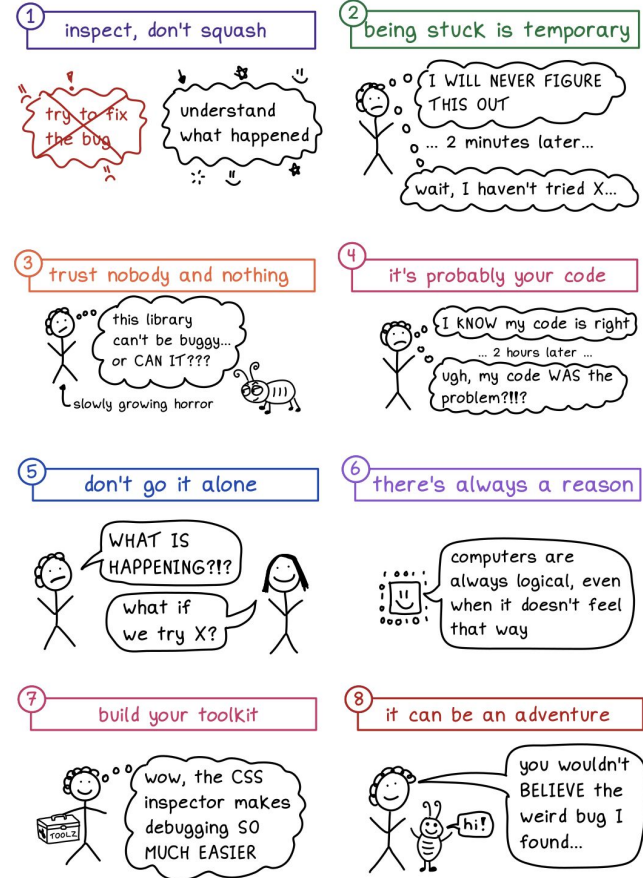 1
inspect, don't squash
try to fix
the bug
understand
what happened
2
being stuck is temporary
I WILL NEVER FIGURE
THIS OUT
... 2 minutes later...
wait, I haven't tried X...
3
trust nobody and nothing
this library
can't be buggy...
or CAN IT???
slowly growing horror
4
it's probably your code
I KNOW my code is right
... 2 hours later ...
ugh, my code WAS the
problem?!!?
5
don't go it alone
WHAT IS
HAPPENING?!?
what if
we try X?
6
there's always a reason
computers are
always logical, even
when it doesn't feel
that way
7
build your toolkit
wow, the CSS
inspector makes
debugging SO
MUCH EASIER
TOOLZ
8
it can be an adventure
you wouldn't
BELIEVE the
weird bug I
found...
hi!